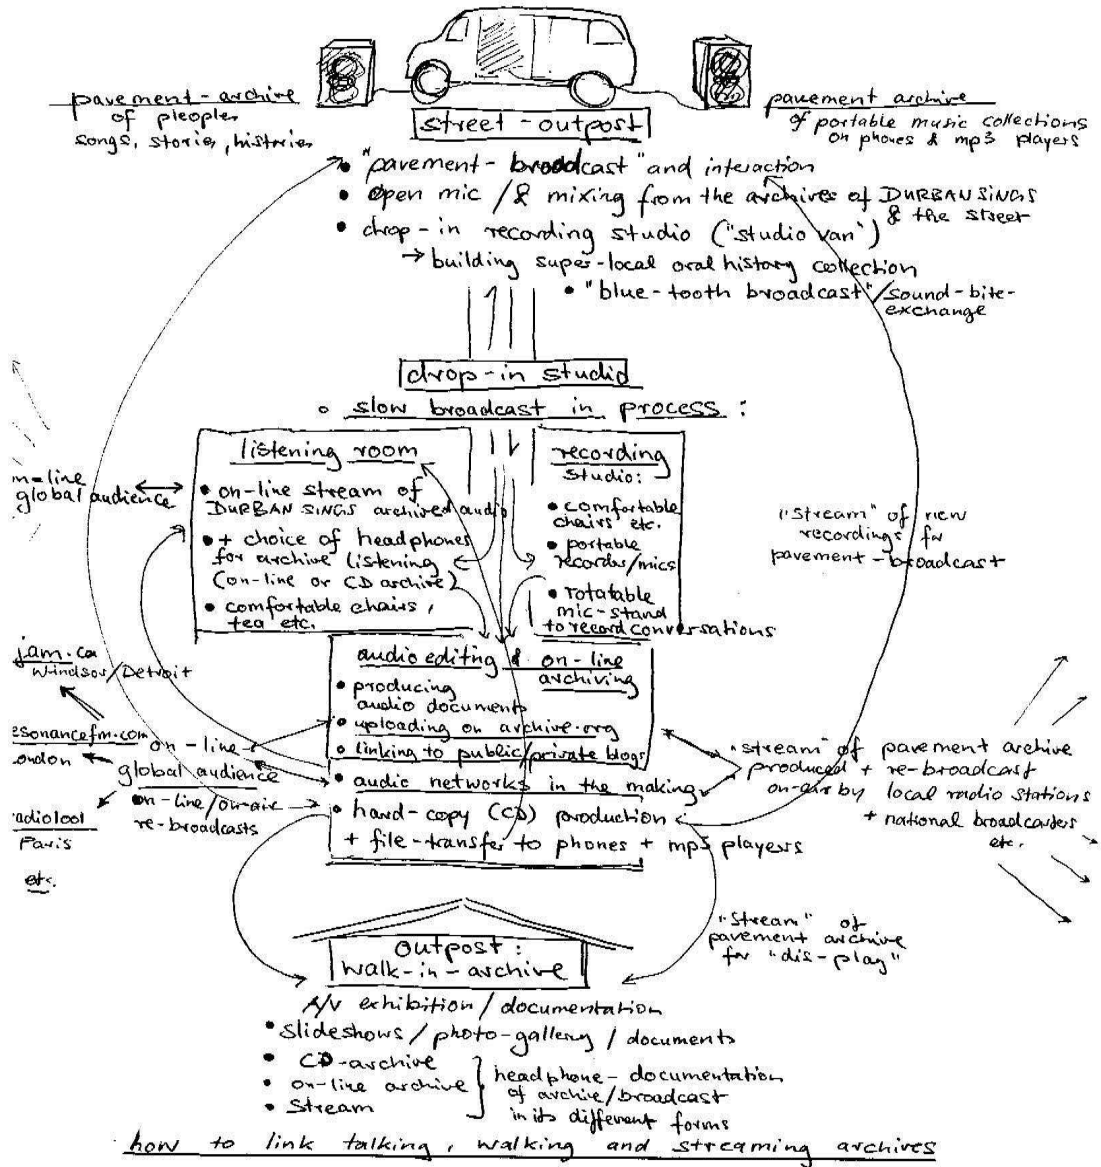 pavement-archive
of pleoples
songs, stories, histories
street-outpost
pavement archive
of portable music collections
on phones & mp3 players
• "pavement-broadcast" and interaction
• open mic /& mixing from the archives of DURBAN SINGS
& the street
• drop-in recording studio ("studio van")
→ building super-local oral history collection
• "blue-tooth broadcast"/sound-bite-
exchange
drop-in studio
slow broadcast in process:
listening room
• on-line stream of
DURBAN SINGS archived audio
• + choice of headphones
for archive listening
(on-line or CD archive)
• comfortable chairs,
tea etc.
recording
studio:
• comfortable
chairs etc.
• portable
recorder/mics
• rotatable
mic-stand
to record conversations
n-line
global audience
"stream" of new
recordings for
pavement-broadcast
audio editing & on-line
archiving
• producing
audio documents
• uploading on archive.org
• linking to public/private blogs
• audio networks in the making
• hard-copy (CD) production
+ file-transfer to phones + mp3 players
jam.ca
Windsor/Detroit
esonancefm.com
ondon
on-line
global audience
on-line/on-air
re-broadcasts
adiolool
Paris
etc.
"stream" of pavement archive
produced + re-broadcast
on-air by local radio stations
+ national broadcasters
etc.
"stream" of
pavement archive
for "dis-play"
outpost:
walk-in-archive
A/V exhibition/documentation
• slideshows/photo-gallery/documents
• CD-archive
• on-line archive
• stream
headphone-documentation
of archive/broadcast
in its different forms
how to link talking, walking and streaming archives